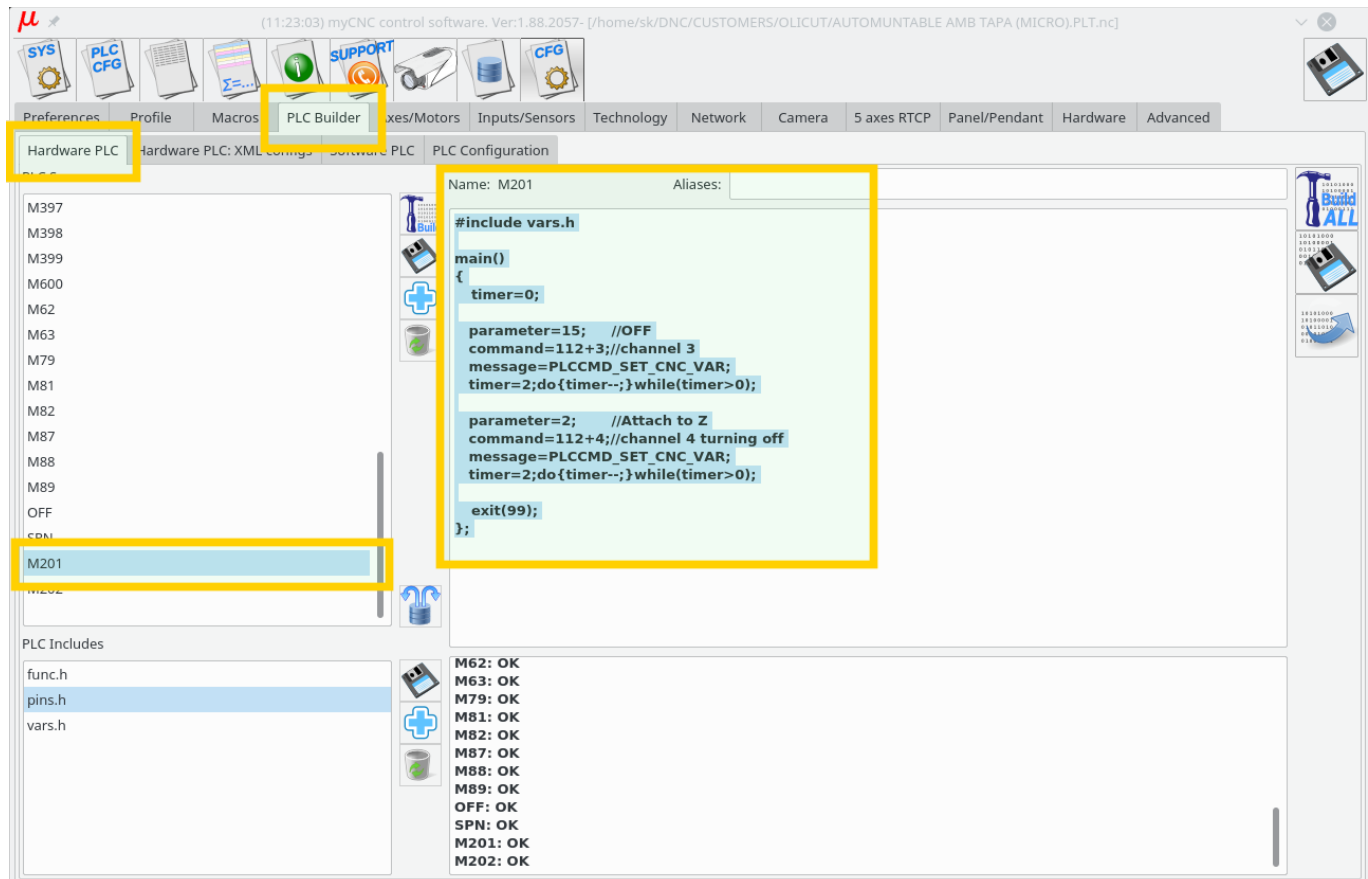 μ
(11:23:03) myCNC control software. Ver:1.88.2057- [/home/sk/DNC/CUSTOMERS/OLICUT/AUTOMUNTABLE AMB TAPA (MICRO).PLT.nc]
SYS PLC CFG Σ=... SUPPORT CFG
Preferences Profile Macros PLC Builder xes/Motors Inputs/Sensors Technology Network Camera 5 axes RTCP Panel/Pendant Hardware Advanced
Hardware PLC Hardware PLC: XML configs Software PLC PLC Configuration
Name: M201 Aliases:
M397
M398
M399
M600
M62
M63
M79
M81
M82
M87
M88
M89
OFF
SPN
M201
M202
Build
#include vars.h
main()
{
timer=0;
parameter=15; //OFF
command=112+3;//channel 3
message=PLCCMD_SET_CNC_VAR;
timer=2;do{timer--;}while(timer>0);
parameter=2; //Attach to Z
command=112+4;//channel 4 turning off
message=PLCCMD_SET_CNC_VAR;
timer=2;do{timer--;}while(timer>0);
exit(99);
};
Build
ALL
PLC Includes
func.h
pins.h
vars.h
M62: OK
M63: OK
M79: OK
M81: OK
M82: OK
M87: OK
M88: OK
M89: OK
OFF: OK
SPN: OK
M201: OK
M202: OK